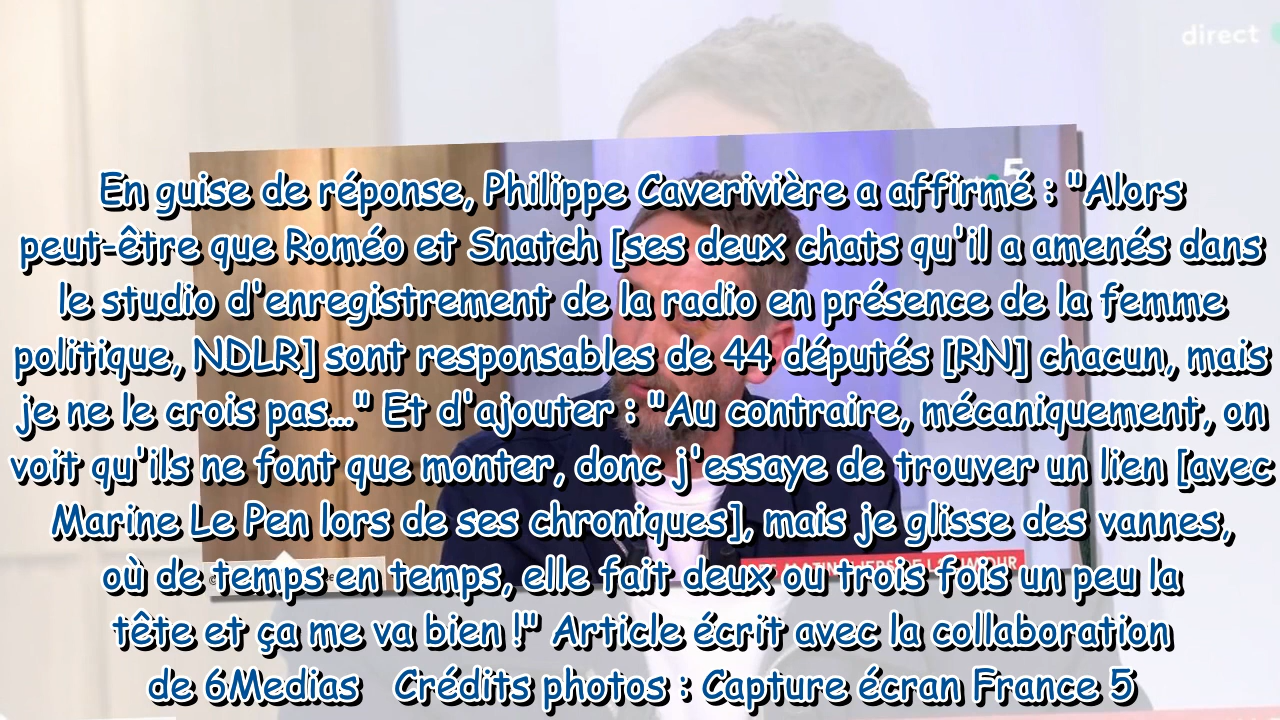 direct
5
En guise de réponse, Philippe Caverivière a affirmé : "Alors
peut-être que Roméo et Snatch [ses deux chats qu'il a amenés dans
le studio d'enregistrement de la radio en présence de la femme
politique, NDLR] sont responsables de 44 députés [RN] chacun, mais
je ne le crois pas..." Et d'ajouter : "Au contraire, mécaniquement, on
voit qu'ils ne font que monter, donc j'essaye de trouver un lien [avec
Marine Le Pen lors de ses chroniques], mais je glisse des vannes,
où de temps en temps, elle fait deux ou trois fois un peu la
tête et ça me va bien !" Article écrit avec la collaboration
de 6Medias Crédits photos : Capture écran France 5